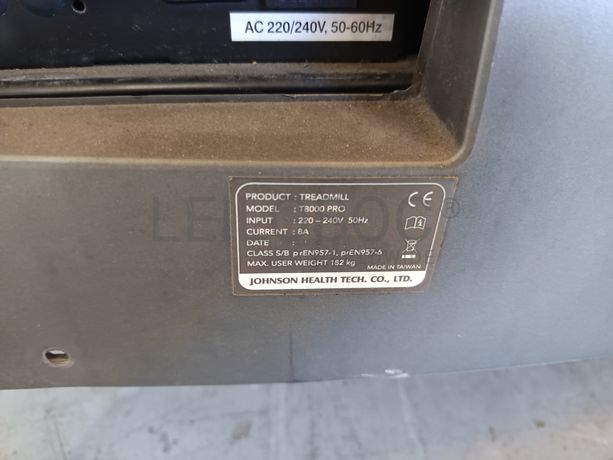 AC 220/240V, 50-60Hz
PRODUCT : TREADMILL
MODEL : T8000 PRO
INPUT : 220 – 240V 50Hz
CURRENT : 8A
DATE :
CLASS S/B prEN957-1, prEN957-6
MAX. USER WEIGHT 182 kg
MADE IN TAIWAN
CE
JOHNSON HEALTH TECH. CO., LTD.